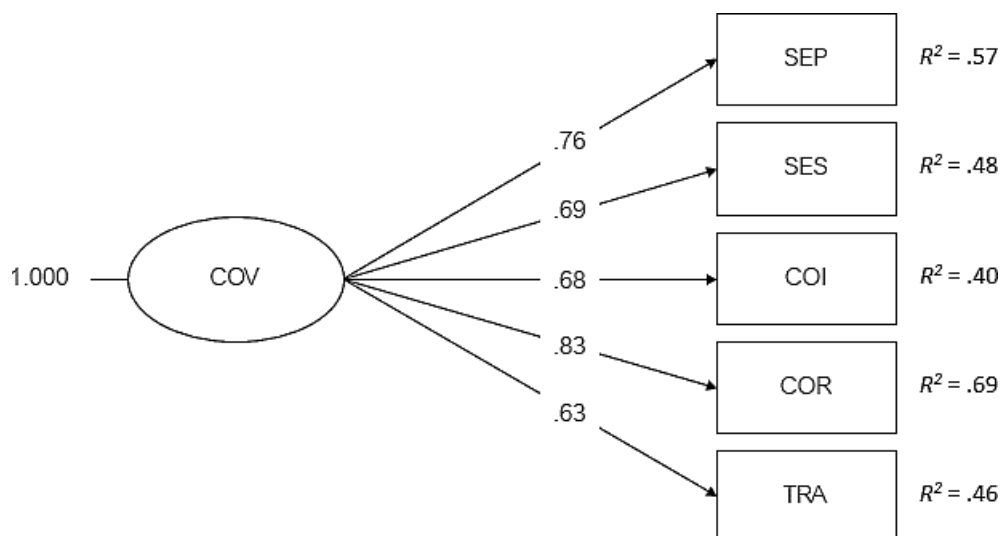 SEP R² = .57
.76
SES R² = .48
.69
1.000 COV .68 COI R² = .40
.83
COR R² = .69
.63
TRA R² = .46